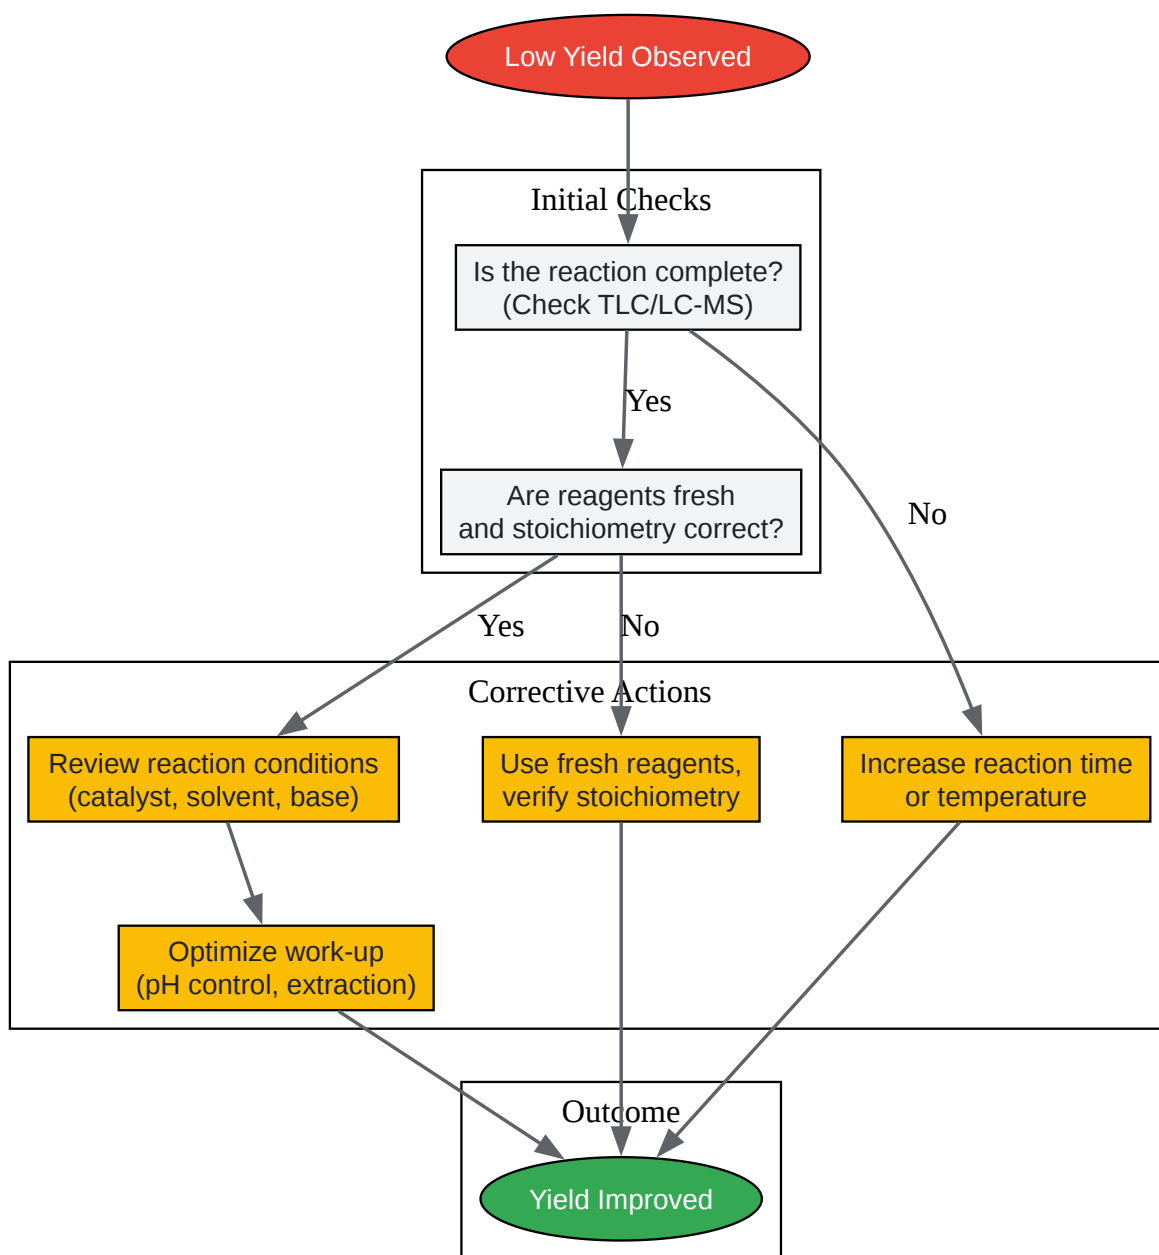 Low Yield Observed
Initial Checks
Is the reaction complete?
(Check TLC/LC-MS)
Yes
Are reagents fresh
and stoichiometry correct?
No
Yes
No
Corrective Actions
Review reaction conditions
(catalyst, solvent, base)
Use fresh reagents,
verify stoichiometry
Increase reaction time
or temperature
Optimize work-up
(pH control, extraction)
Outcome
Yield Improved